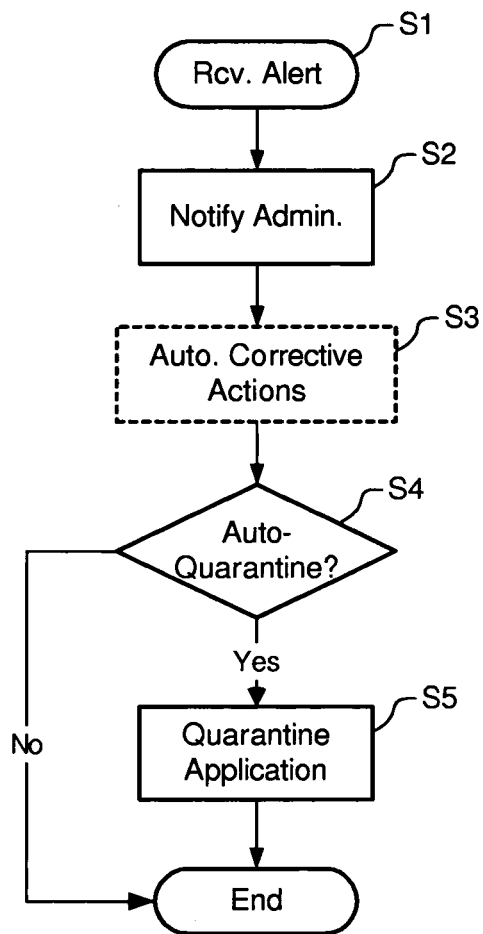 S1
Rcv. Alert
S2
Notify Admin.
S3
Auto. Corrective
Actions
S4
Auto-
Quarantine?
Yes
S5
No
Quarantine
Application
End